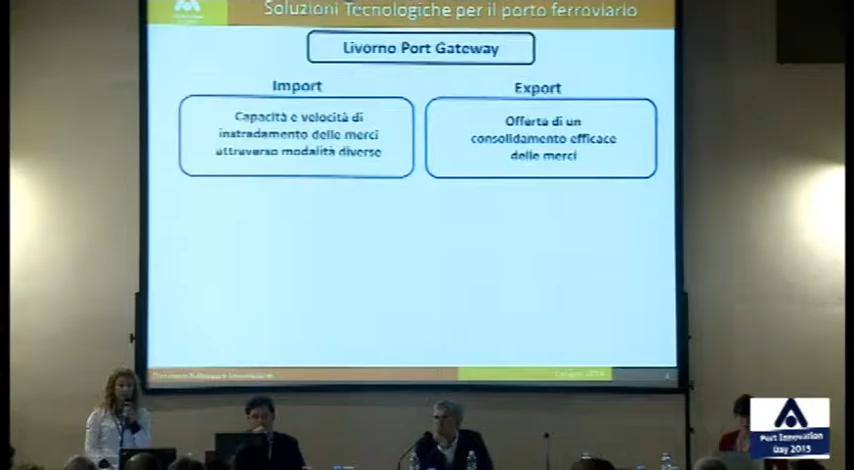 Soluzioni Tecnologiche per il porto ferroviario
Livorno Port Gateway
Import
Export
Capacità e velocità di
instradamento delle merci
attraverso modalità diverse
Offerta di un
consolidamento efficace
delle merci
Port Innovation
Day 2015